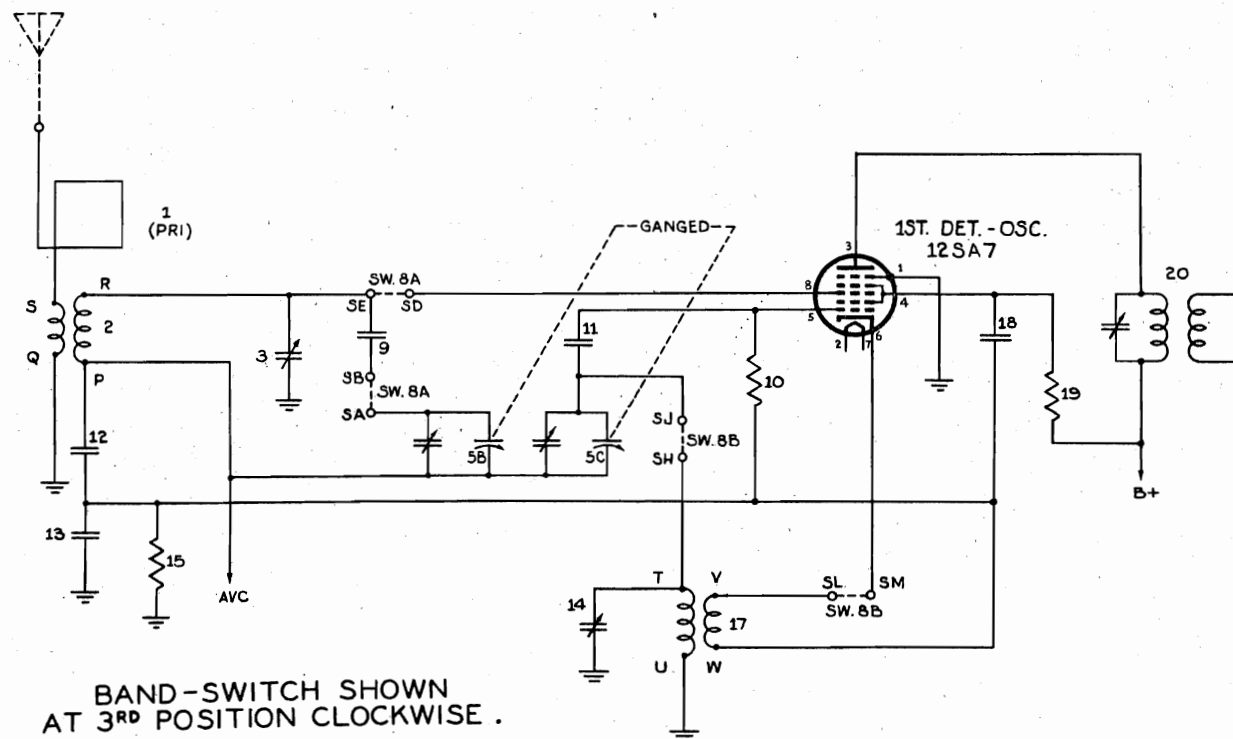 GANGED
1
(PRI)
1ST. DET. - OSC.
12SA7
3
1
R
SW. 8A
8
20
S
SE
SD
4
2
5
11
6
18
3
9
2
7
Q
P
SB
10
SW. 8A
SJ
19
SA
SW. 8B
12
5B
5C
SH
B+
13
15
T
V
SL
SM
AVC
14
SW. 8B
17
U
W
BAND-SWITCH SHOWN
AT 3RD POSITION CLOCKWISE.